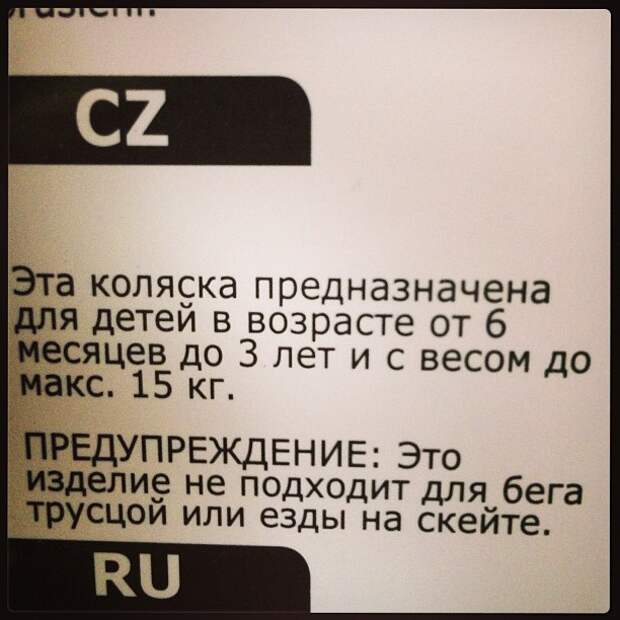 CZ
Эта коляска предназначена
для детей в возрасте от 6
месяцев до 3 лет и с весом до
макс. 15 кг.
ПРЕДУПРЕЖДЕНИЕ: Это
изделие не подходит для бега
трусцой или езды на скейте.
RU